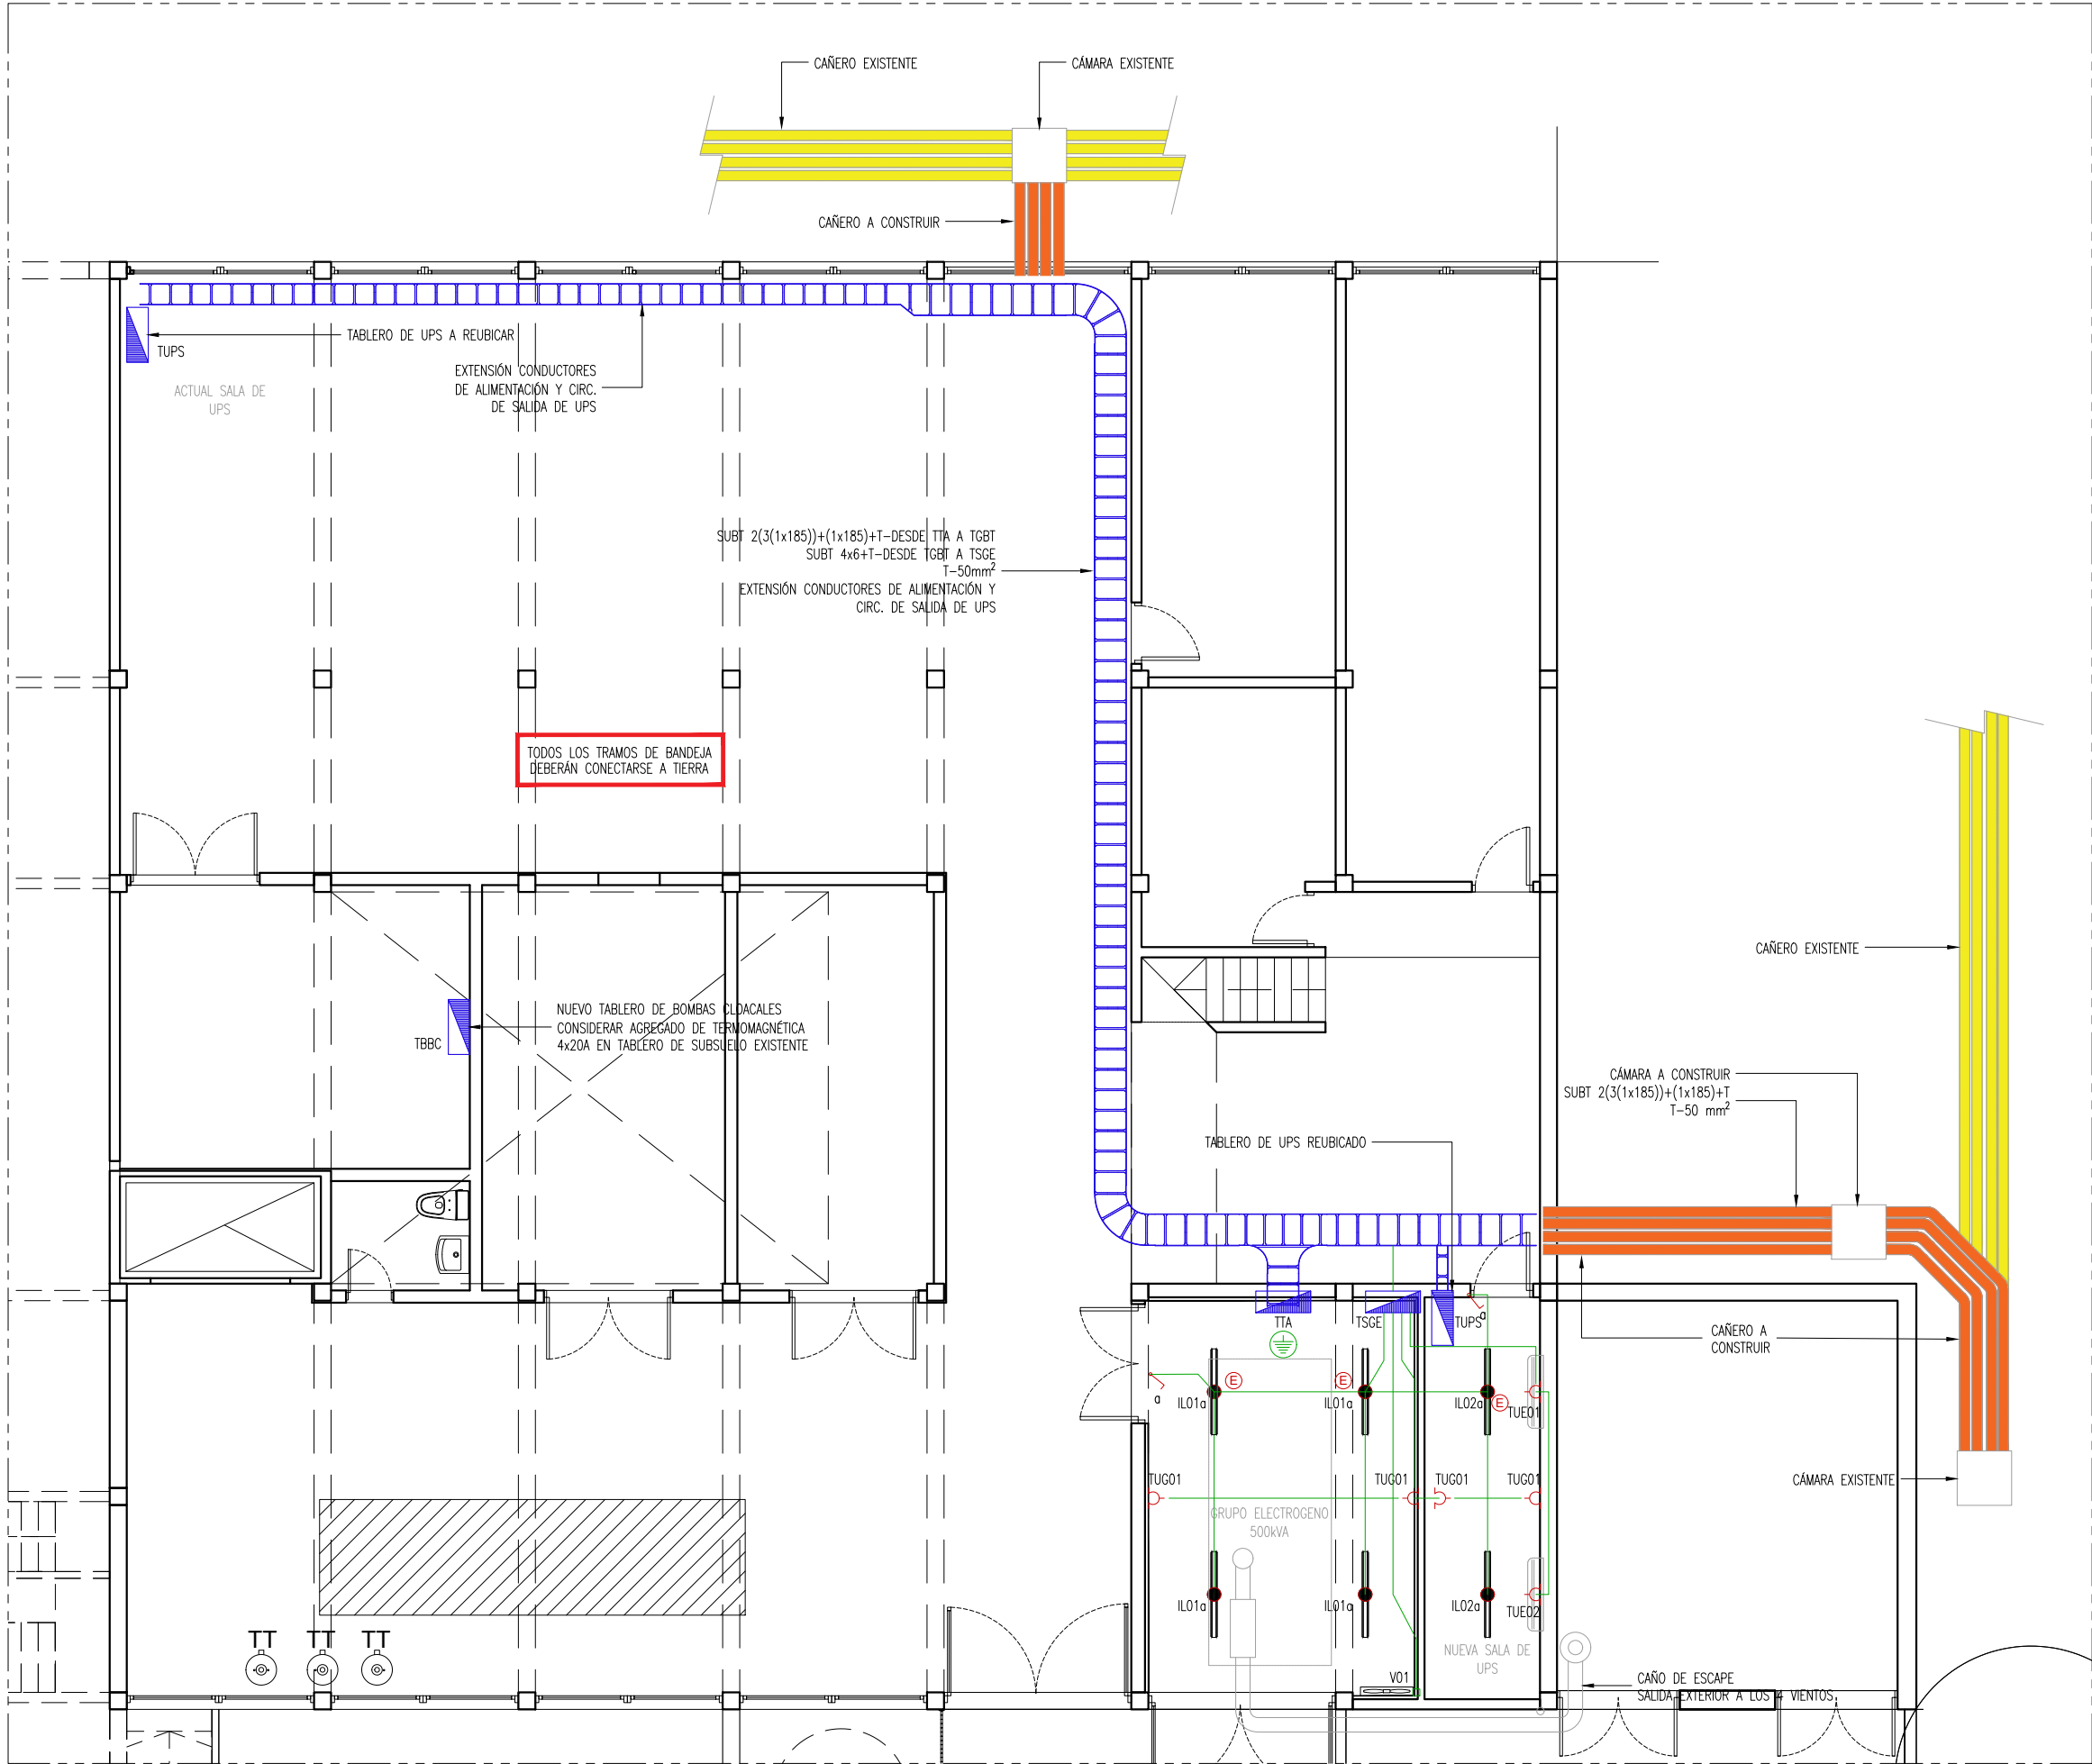 CAÑERO EXISTENTE
CÁMARA EXISTENTE
CAÑERO A CONSTRUIR
TABLERO DE UPS A REUBICAR
TUPS
EXTENSIÓN CONDUCTORES
DE ALIMENTACIÓN Y CIRC.
DE SALIDA DE UPS
ACTUAL SALA DE
UPS
SUBT 2(3(1x185))+(1x185)+T-DESDE TTA A TGBT
SUBT 4x6+T-DESDE TGBT A TSGE
T-50mm²
EXTENSIÓN CONDUCTORES DE ALIMENTACIÓN Y
CIRC. DE SALIDA DE UPS
TODOS LOS TRAMOS DE BANDEJA
DEBERÁN CONECTARSE A TIERRA
CAÑERO EXISTENTE
NUEVO TABLERO DE BOMBAS CLOACALES
CONSIDERAR AGREGADO DE TERMOMAGNÉTICA
4x20A EN TABLERO DE SUBSUELO EXISTENTE
TBBC
CÁMARA A CONSTRUIR
SUBT 2(3(1x185))+(1x185)+T
T-50 mm²
TABLERO DE UPS REUBICADO
TTA
TSGE
TUPS
a
CAÑERO A
CONSTRUIR
E
E
a
IL01a
IL01a
IL02a
E
TUE01
TUG01
TUG01
TUG01
TUG01
CÁMARA EXISTENTE
GRUPO ELECTROGENO
500kVA
IL01a
IL01a
IL02a
TUE02
TT
TT
TT
NUEVA SALA DE
UPS
V01
CAÑO DE ESCAPE
SALIDA EXTERIOR A LOS 4 VIENTOS